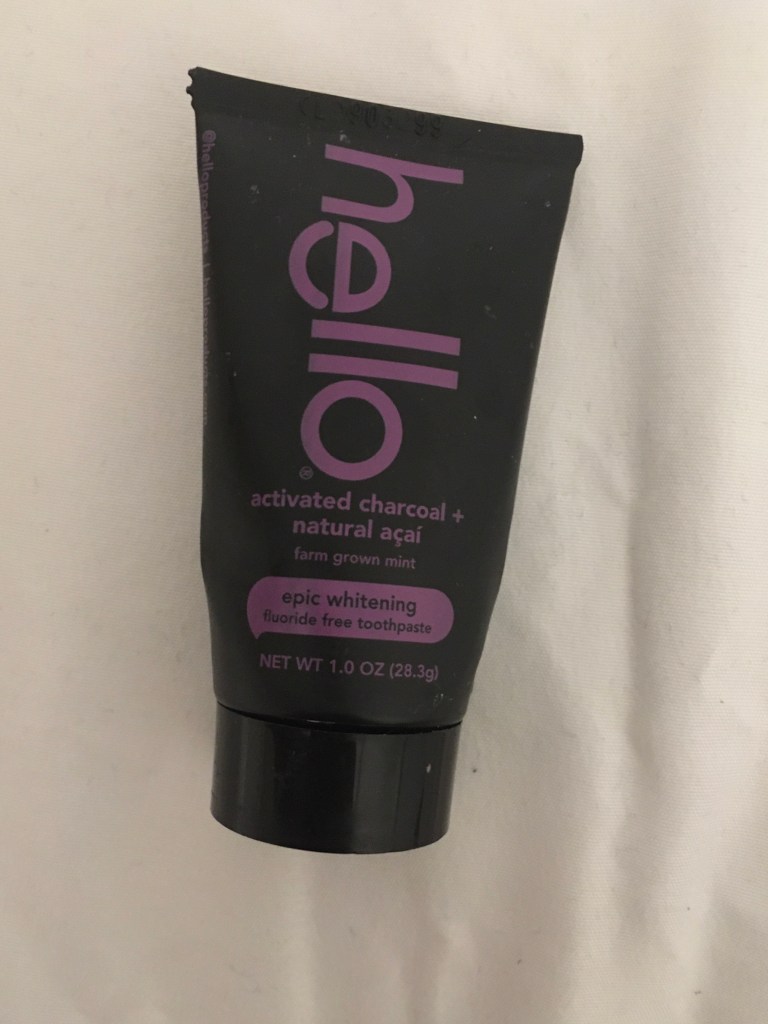 hello®
activated charcoal +
natural açaí
farm grown mint
epic whitening
fluoride free toothpaste
NET WT 1.0 OZ (28.3g)
@helloproducts |